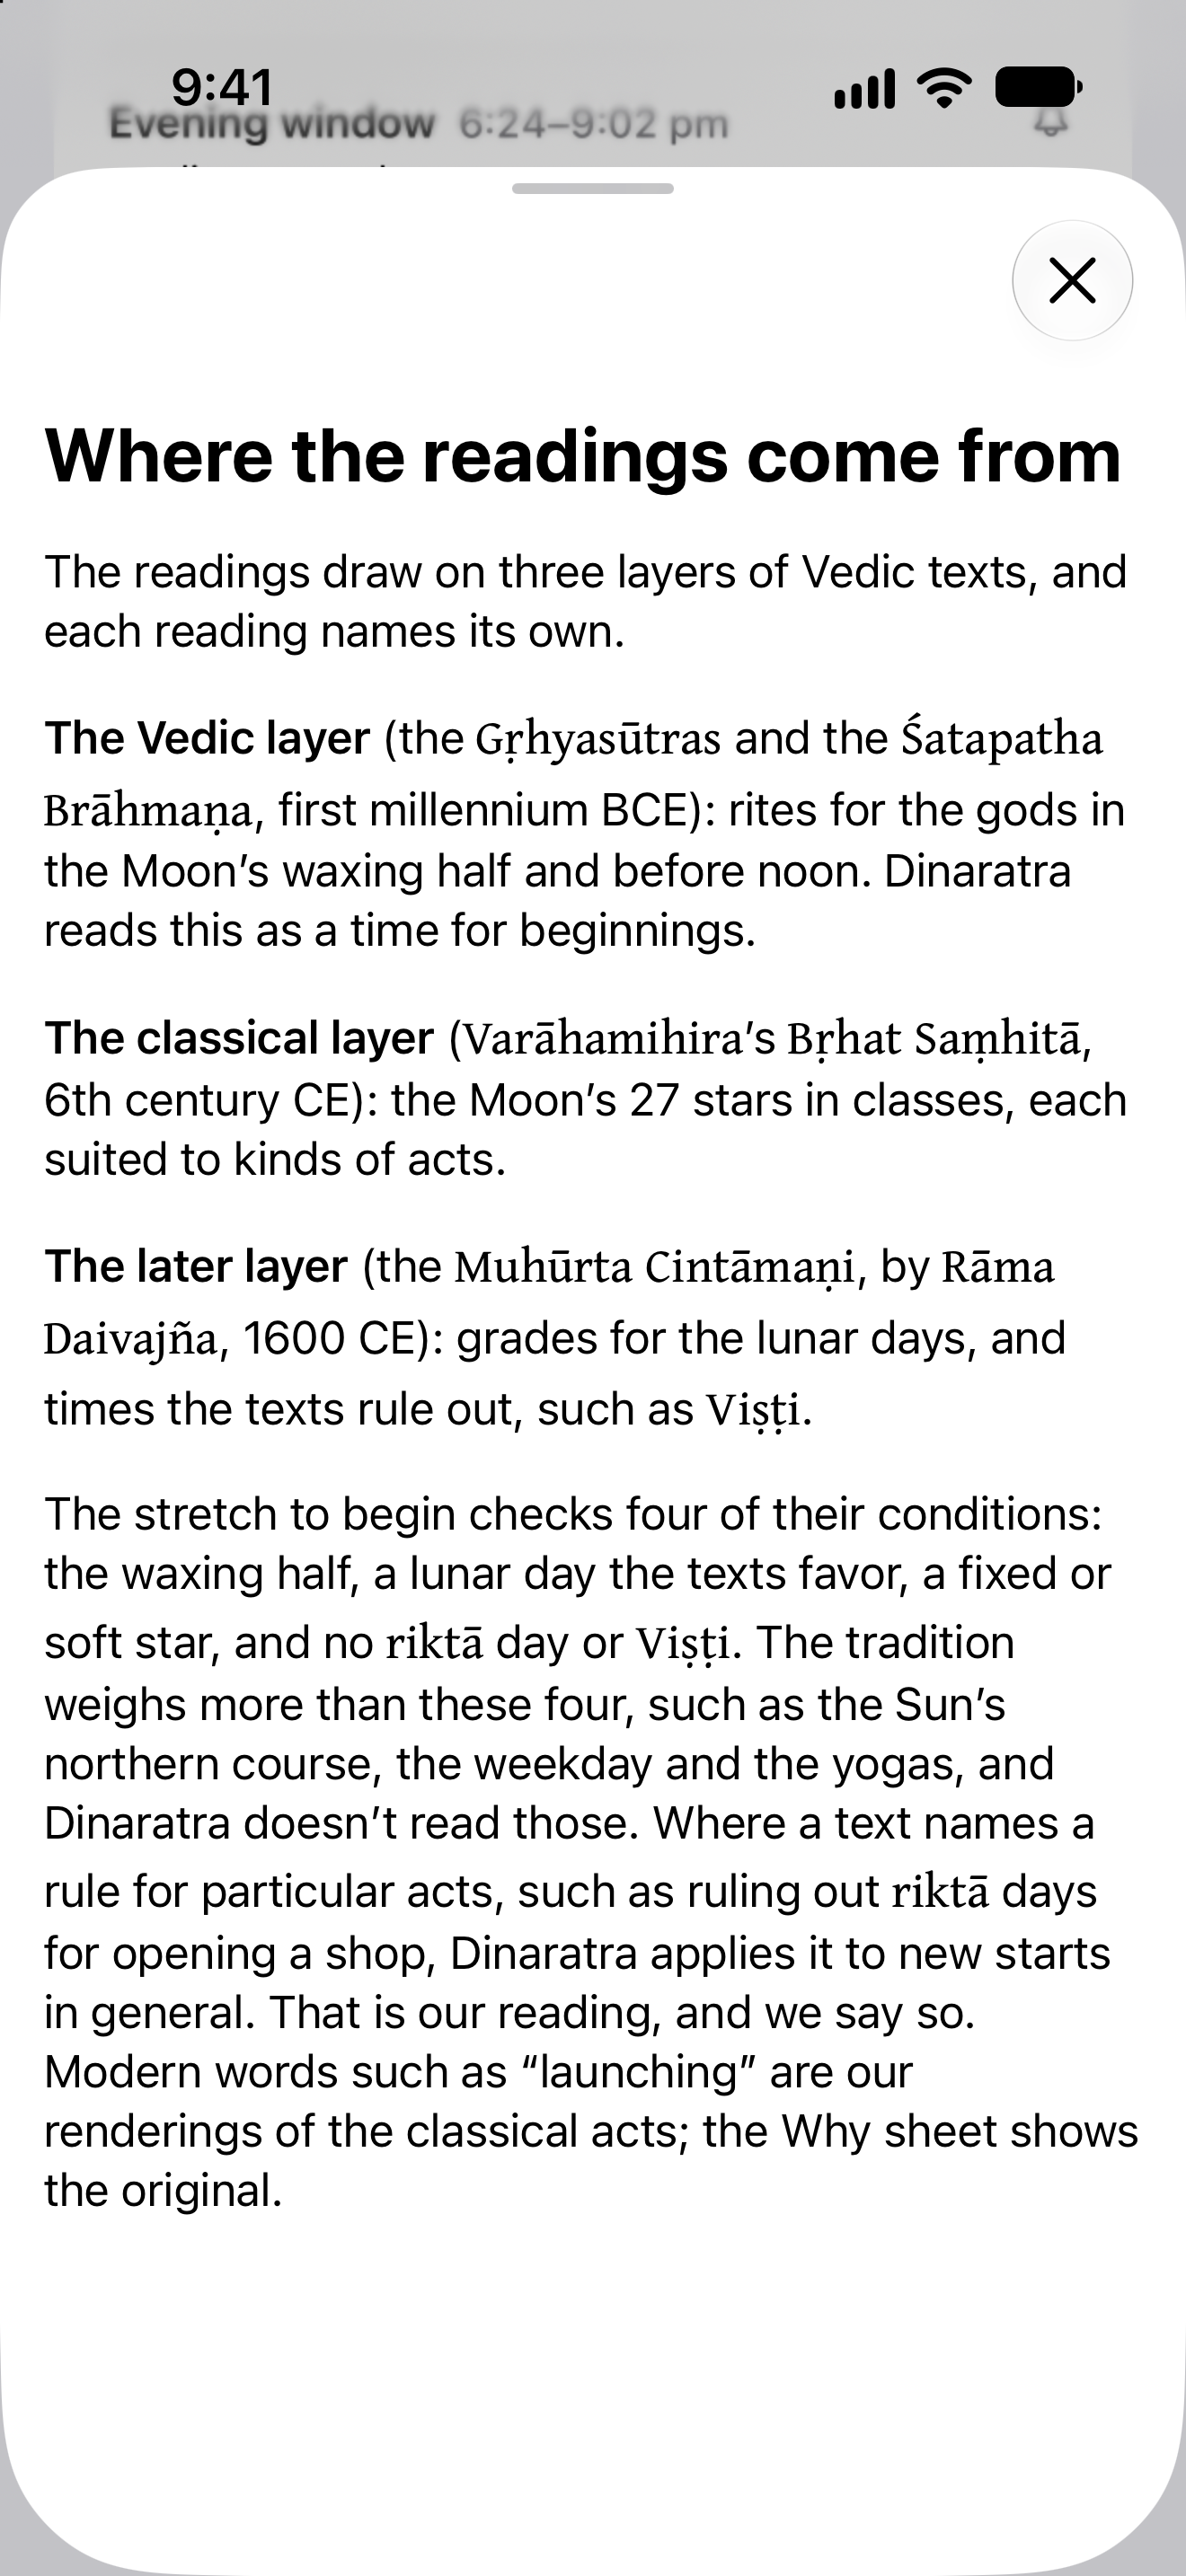 9:41
Evening window 6:24–9:02 pm
Where the readings come from
The readings draw on three layers of Vedic texts, and
each reading names its own.
The Vedic layer (the Gṛhyasūtras and the Śatapatha
Brāhmaṇa, first millennium BCE): rites for the gods in
the Moon’s waxing half and before noon. Dinaratra
reads this as a time for beginnings.
The classical layer (Varāhamihira’s Bṛhat Saṃhitā,
6th century CE): the Moon’s 27 stars in classes, each
suited to kinds of acts.
The later layer (the Muhūrta Cintāmaṇi, by Rāma
Daivajña, 1600 CE): grades for the lunar days, and
times the texts rule out, such as Viṣṭi.
The stretch to begin checks four of their conditions:
the waxing half, a lunar day the texts favor, a fixed or
soft star, and no riktā day or Viṣṭi. The tradition
weighs more than these four, such as the Sun’s
northern course, the weekday and the yogas, and
Dinaratra doesn’t read those. Where a text names a
rule for particular acts, such as ruling out riktā days
for opening a shop, Dinaratra applies it to new starts
in general. That is our reading, and we say so.
Modern words such as “launching” are our
renderings of the classical acts; the Why sheet shows
the original.